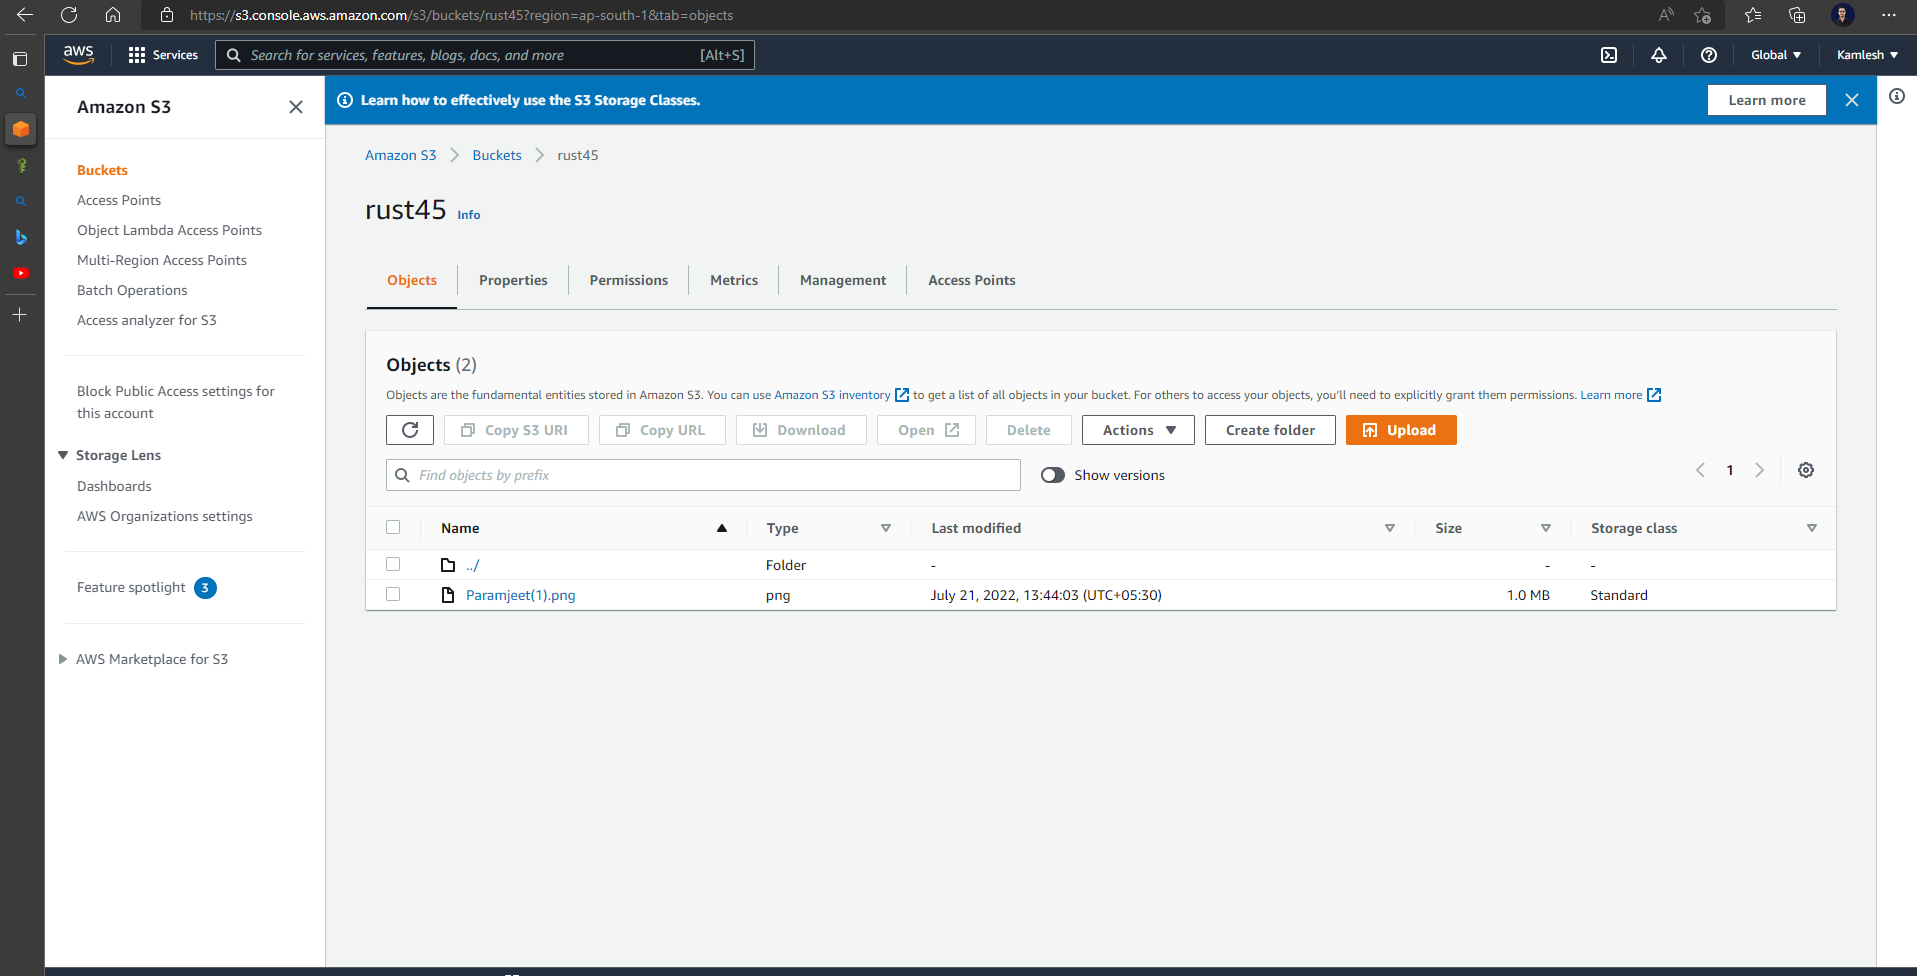 https://s3.console.aws.amazon.com/s3/buckets/rust45?region=ap-south-1&tab=objects
aws Services Search for services, features, blogs, docs, and more [Alt+S] Global Kamlesh
Amazon S3
Learn how to effectively use the S3 Storage Classes. Learn more
Buckets
Access Points
Object Lambda Access Points
Multi-Region Access Points
Batch Operations
Access analyzer for S3
Block Public Access settings for
this account
Storage Lens
Dashboards
AWS Organizations settings
Feature spotlight 3
AWS Marketplace for S3
Amazon S3 Buckets rust45
rust45 Info
Objects Properties Permissions Metrics Management Access Points
Objects (2)
Objects are the fundamental entities stored in Amazon S3. You can use Amazon S3 inventory to get a list of all objects in your bucket. For others to access your objects, you'll need to explicitly grant them permissions. Learn more
Copy S3 URI Copy URL Download Open Delete Actions Create folder Upload
Find objects by prefix Show versions 1
Name Type Last modified Size Storage class
../ Folder - - -
Paramjeet(1).png png July 21, 2022, 13:44:03 (UTC+05:30) 1.0 MB Standard